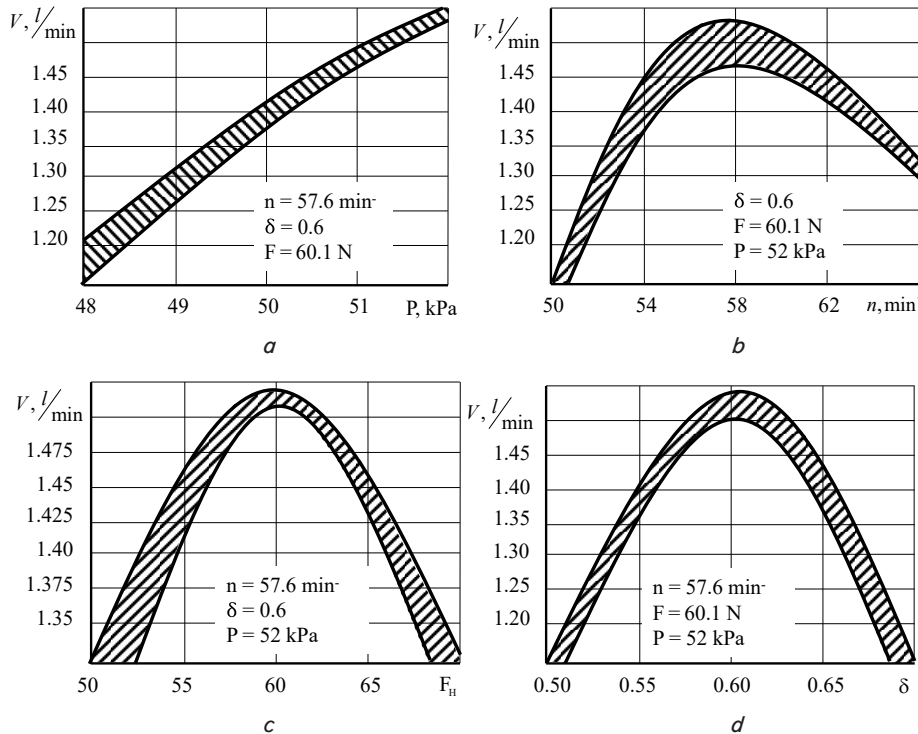 V, l/min
1.45
1.40
1.35
1.30
1.25
1.20
n = 57.6 min-
δ = 0.6
F = 60.1 N
48 49 50 51 P, kPa
a
V, l/min
1.45
1.40
1.35
1.30
1.20
δ = 0.6
F = 60.1 N
P = 52 kPa
50 54 58 62 n, min-
b
V, l/min
1.475
1.45
1.425
1.40
1.375
1.35
n = 57.6 min-
δ = 0.6
P = 52 kPa
50 55 60 65 Fн
c
V, l/min
1.45
1.40
1.35
1.30
1.25
1.20
n = 57.6 min-
F = 60.1 N
P = 52 kPa
0.50 0.55 0.60 0.65 δ
d